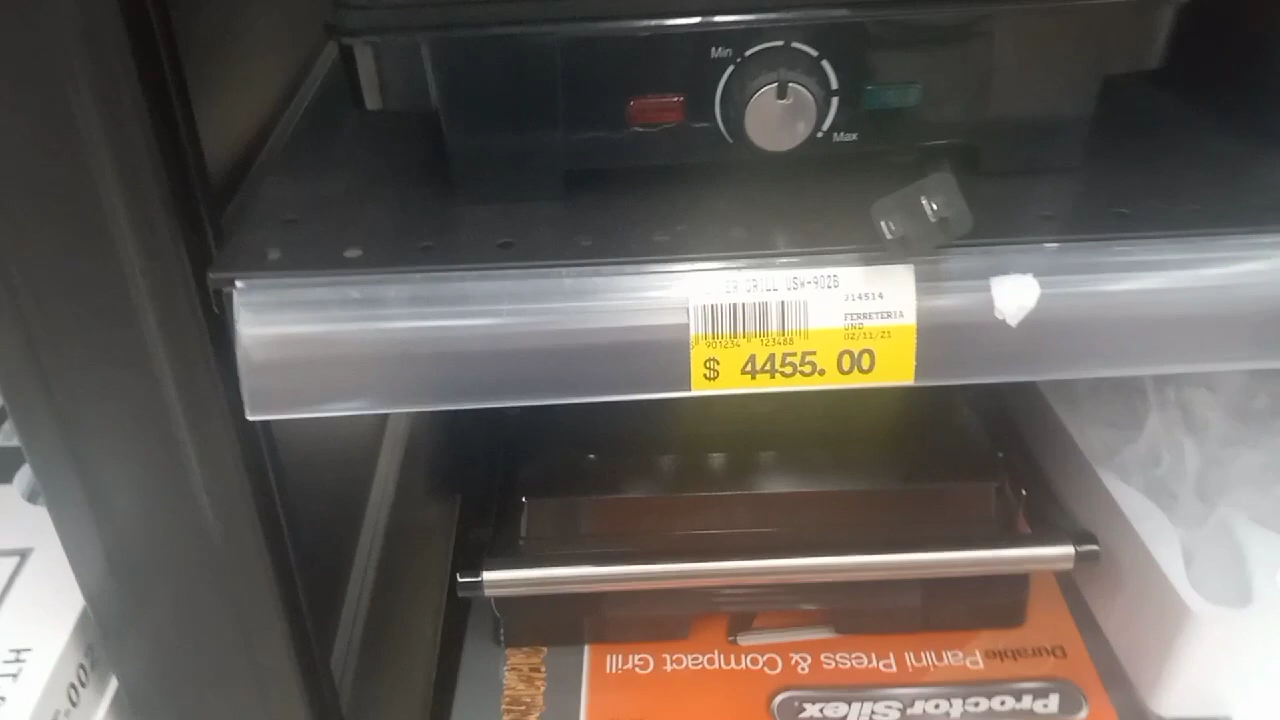 Min
Max
GRILL USW-902B
314514
FERRETERIA
UND
02/11/21
901234 123488
$ 4455.00
Durable Panini Press & Compact Grill
Proctor Silex